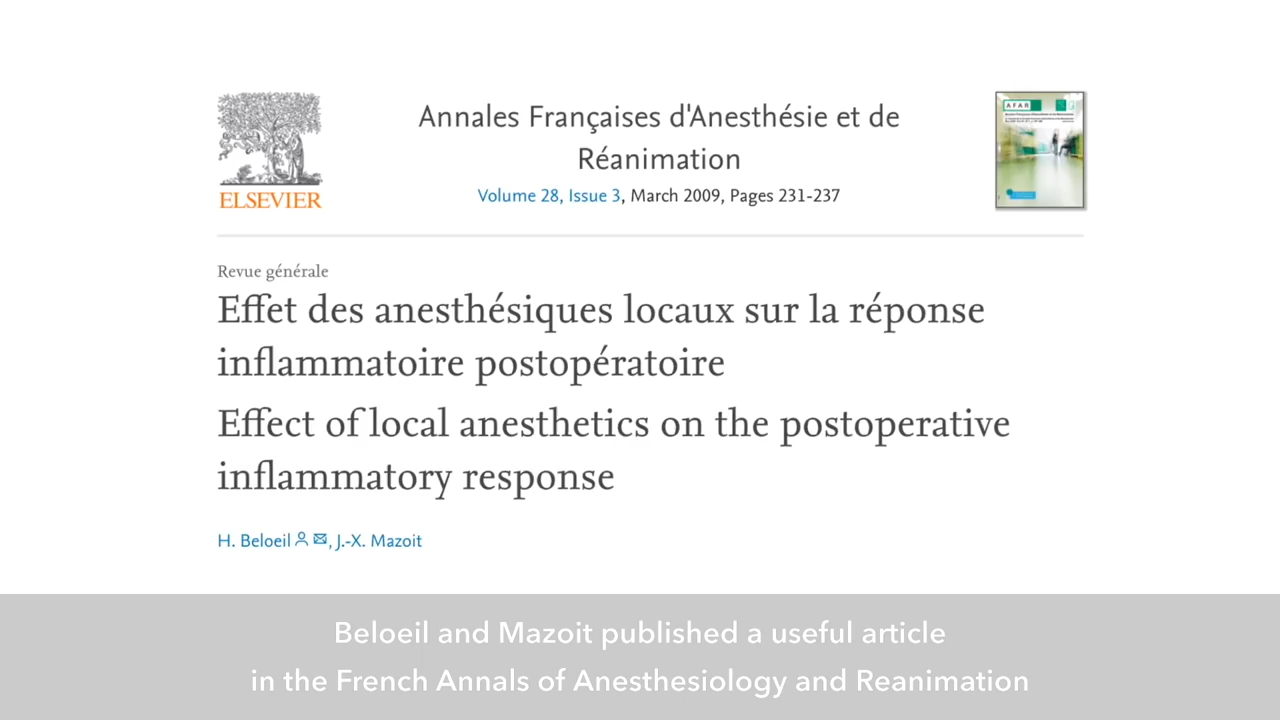 Annales Françaises d'Anesthésie et de
Réanimation
Volume 28, Issue 3, March 2009, Pages 231-237
ELSEVIER
AFAR
Revue générale
Effet des anesthésiques locaux sur la réponse
inflammatoire postopératoire
Effect of local anesthetics on the postoperative
inflammatory response
H. Beloeil, J.-X. Mazoit
Beloeil and Mazoit published a useful article
in the French Annals of Anesthesiology and Reanimation